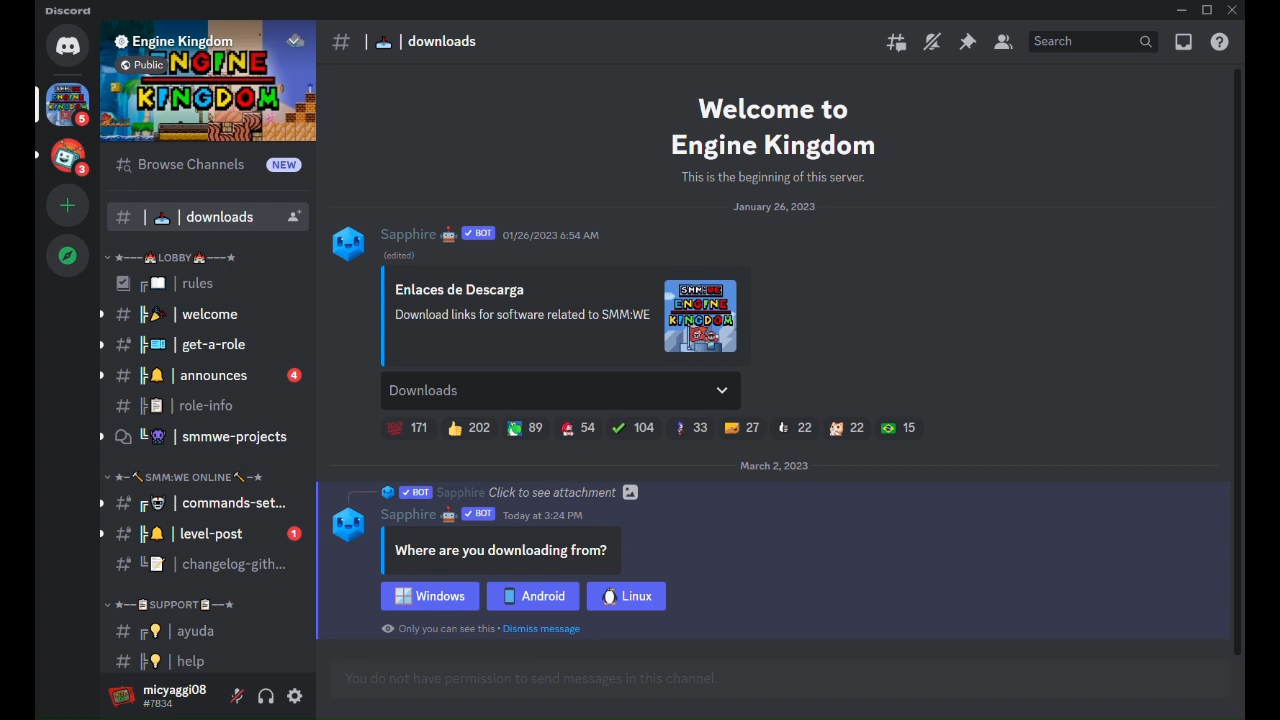 Discord
Engine Kingdom
Public
ENGINE
KINGDOM
Browse Channels
NEW
| | downloads
LOBBY
| rules
| welcome
| get-a-role
| announces
4
| role-info
| smmwe-projects
SMM:WE ONLINE
| commands-set...
| level-post
1
| changelog-gith...
SUPPORT
| ayuda
| help
micyaggi08
#7834
5
3
| | downloads
Search
Welcome to
Engine Kingdom
This is the beginning of this server.
January 26, 2023
Sapphire BOT 01/26/2023 6:54 AM
(edited)
Enlaces de Descarga
Download links for software related to SMM:WE
SMM:WE
ENGINE
KINGDOM
Downloads
171 202 89 54 104 33 27 22 22 15
March 2, 2023
BOT Sapphire Click to see attachment
Sapphire BOT Today at 3:24 PM
Where are you downloading from?
Windows Android Linux
Only you can see this • Dismiss message
You do not have permission to send messages in this channel.